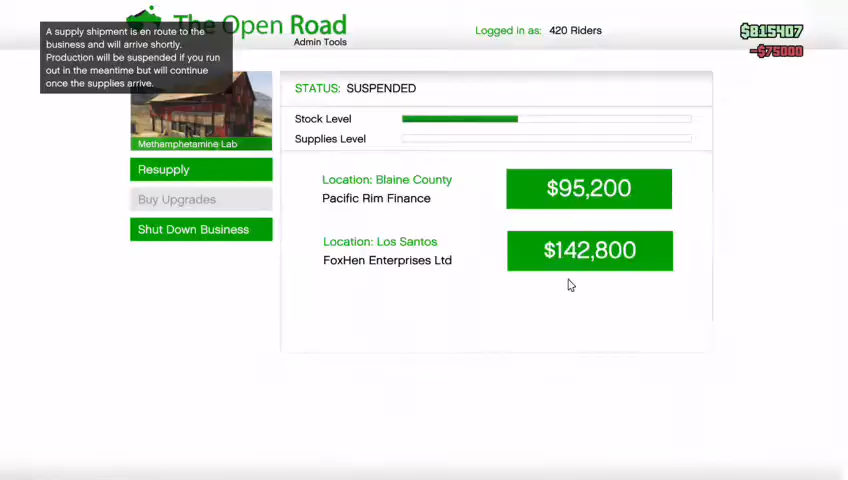 The Open Road
Admin Tools
Logged in as: 420 Riders
$815407
-$75000
A supply shipment is en route to the
business and will arrive shortly.
Production will be suspended if you run
out in the meantime but will continue
once the supplies arrive.
Methamphetamine Lab
Resupply
Buy Upgrades
Shut Down Business
STATUS: SUSPENDED
Stock Level
Supplies Level
Location: Blaine County
Pacific Rim Finance
$95,200
Location: Los Santos
FoxHen Enterprises Ltd
$142,800